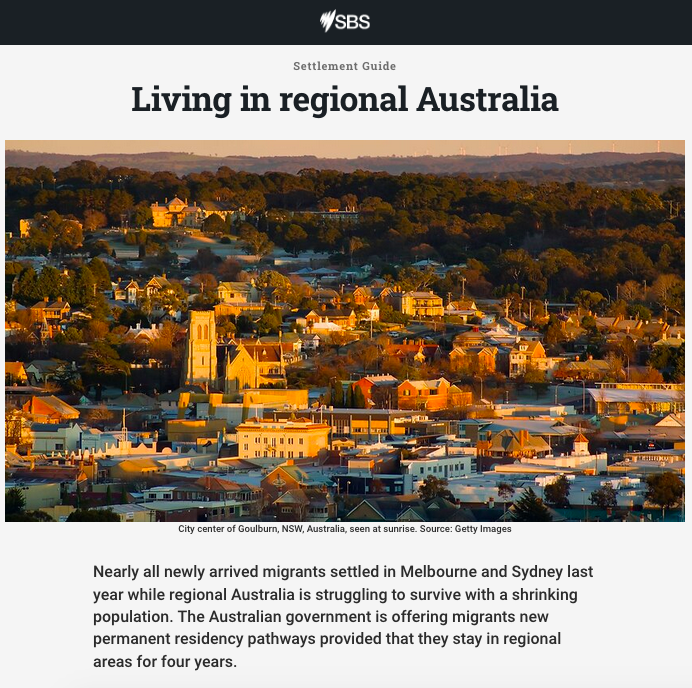 SBS
Settlement Guide
Living in regional Australia
City center of Goulburn, NSW, Australia, seen at sunrise. Source: Getty Images
Nearly all newly arrived migrants settled in Melbourne and Sydney last
year while regional Australia is struggling to survive with a shrinking
population. The Australian government is offering migrants new
permanent residency pathways provided that they stay in regional
areas for four years.